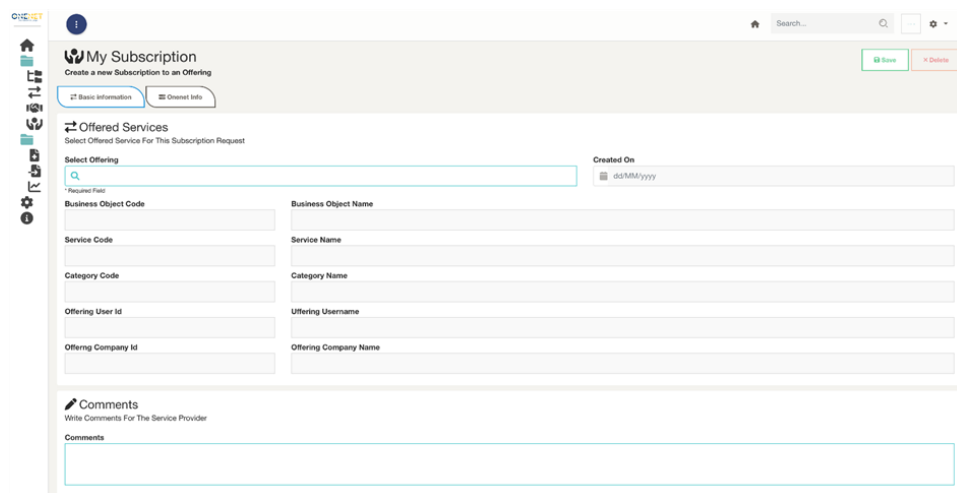 ONENET
Search...
My Subscription
Create a new Subscription to an Offering
Save
Delete
Basic information
Onenet Info
Offered Services
Select Offered Service For This Subscription Request
Select Offering
Created On
dd/MM/yyyy
* Required Field
Business Object Code
Business Object Name
Service Code
Service Name
Category Code
Category Name
Offering User Id
Uffering Username
Offerng Company Id
Offering Company Name
Comments
Write Comments For The Service Provider
Comments